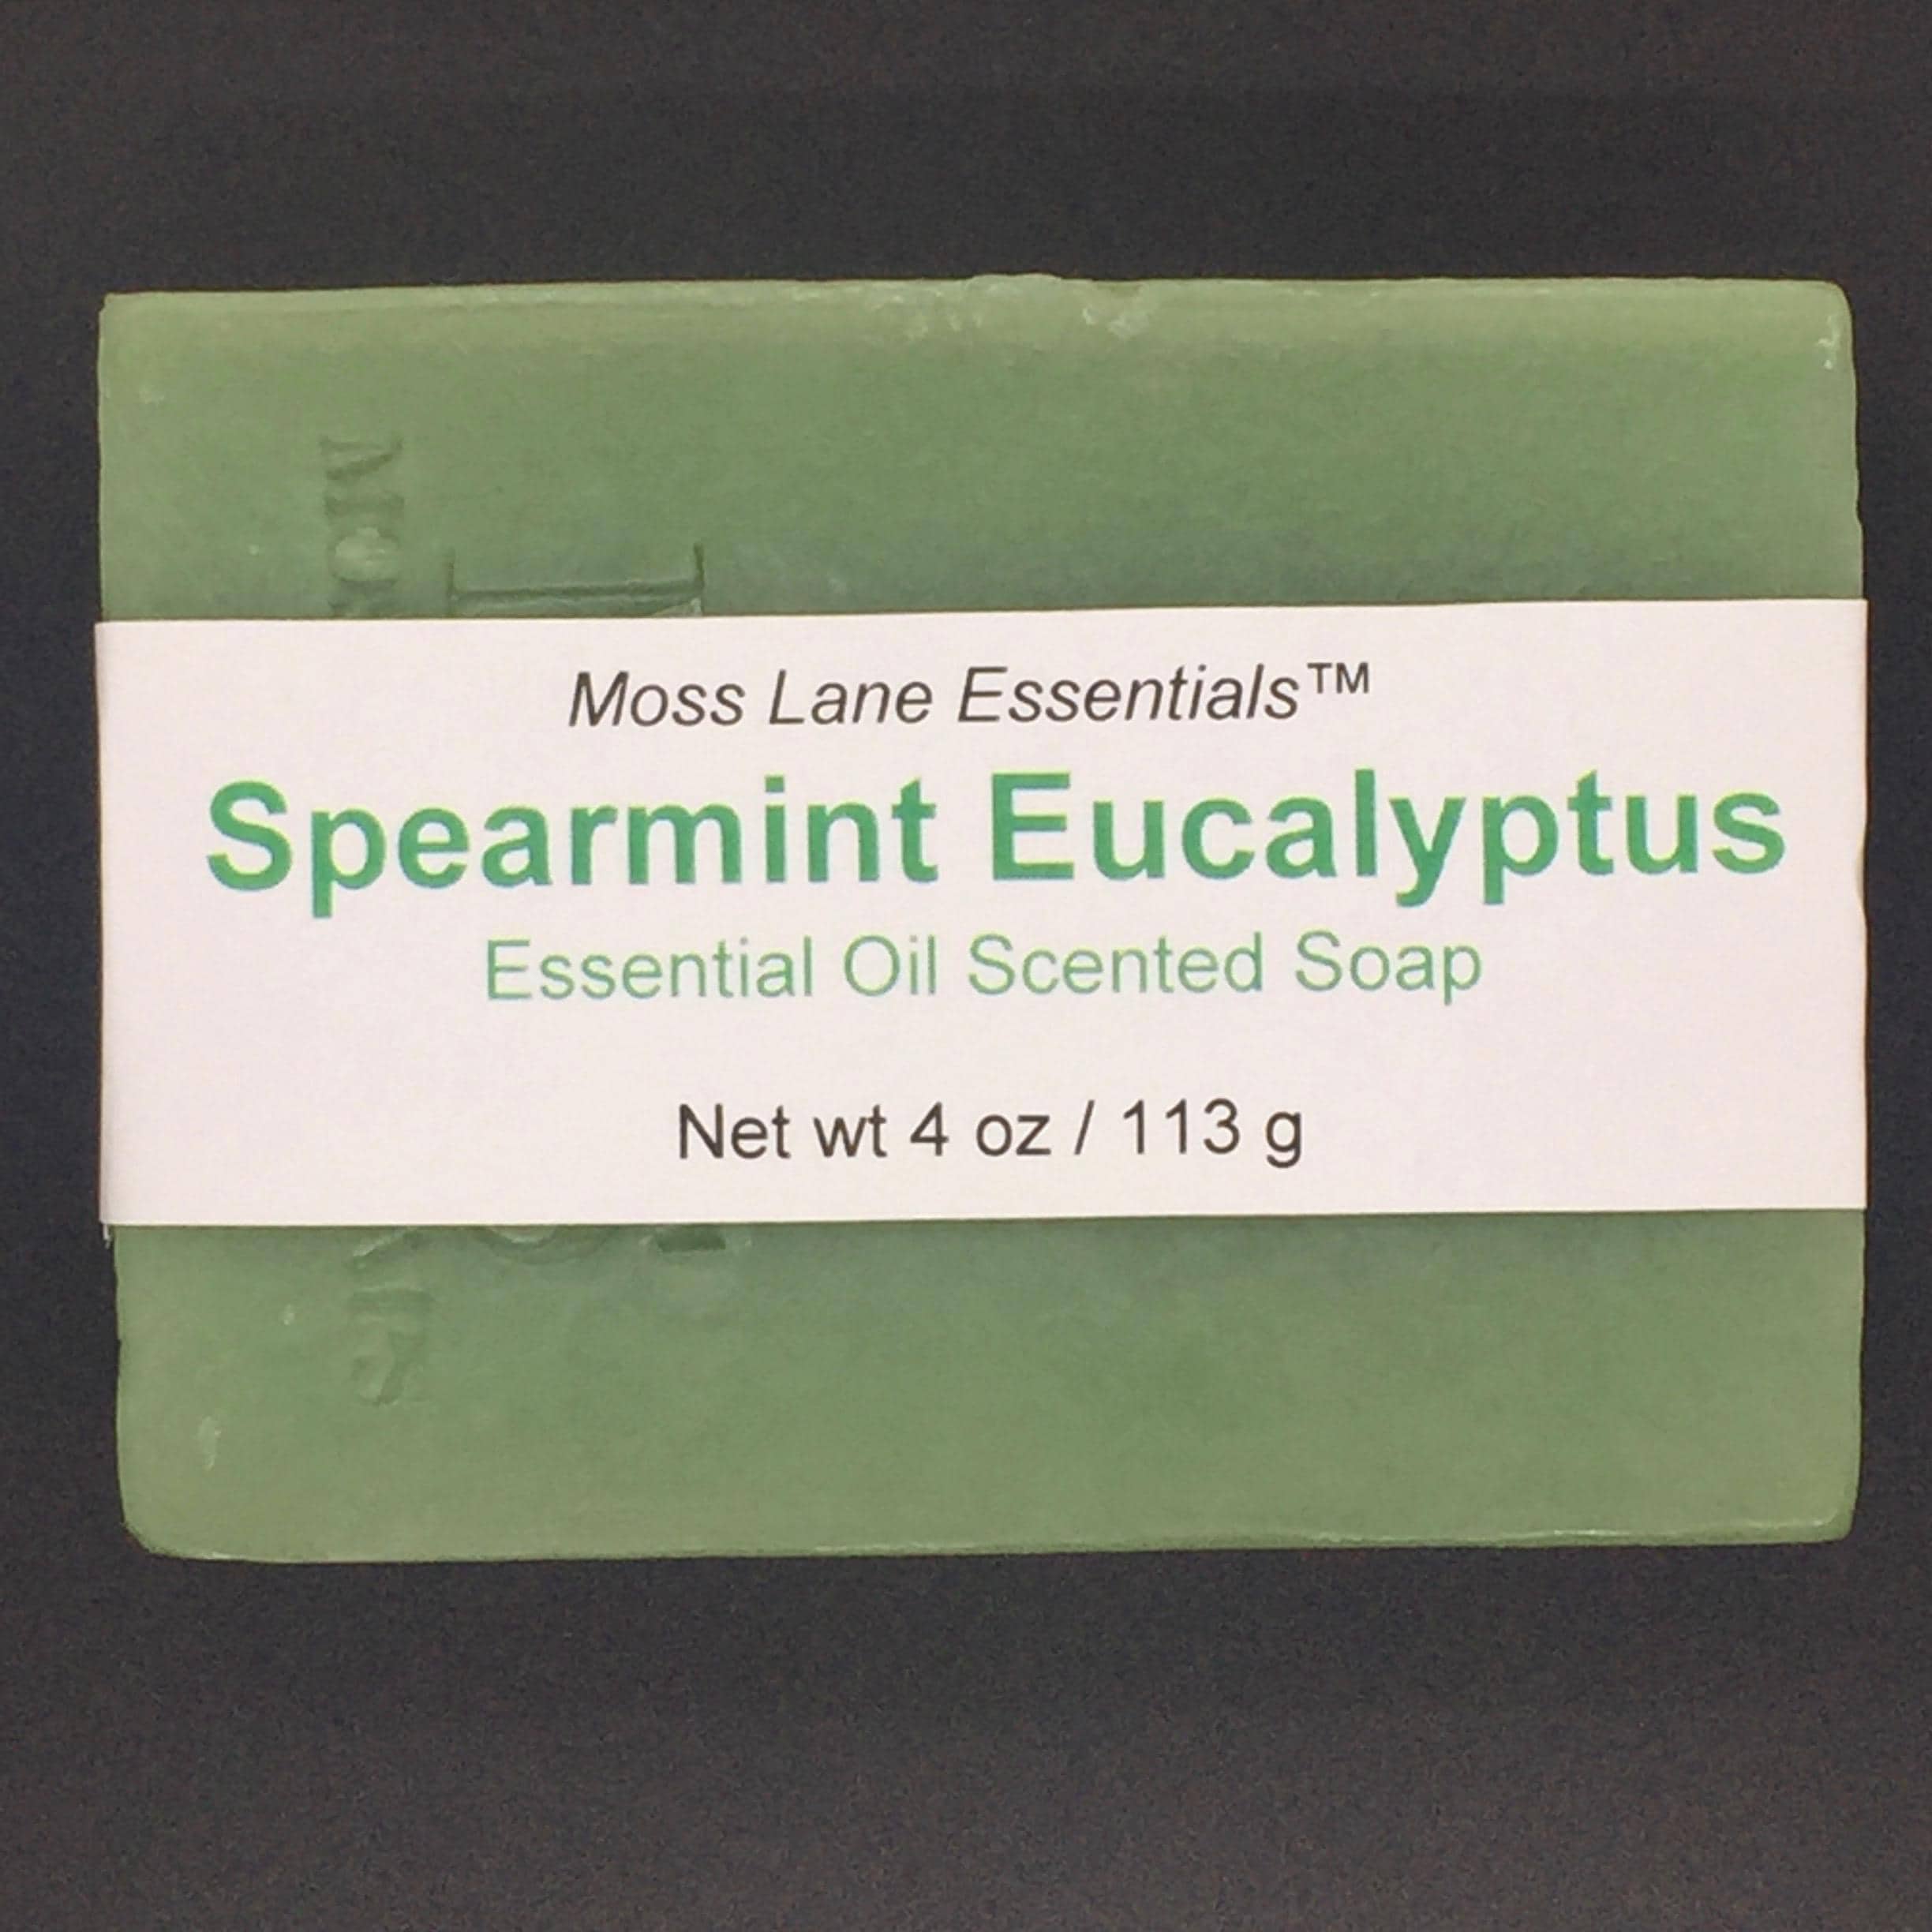 Moss Lane Essentials™
Spearmint Eucalyptus
Essential Oil Scented Soap
Net wt 4 oz / 113 g